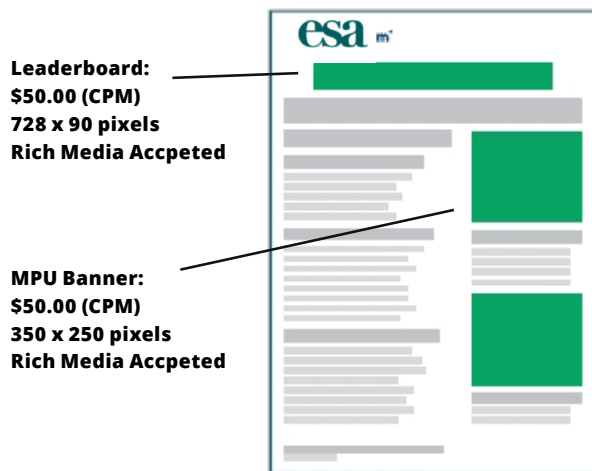 esa m
Leaderboard:
$50.00 (CPM)
728 x 90 pixels
Rich Media Accpeted
MPU Banner:
$50.00 (CPM)
350 x 250 pixels
Rich Media Accpeted